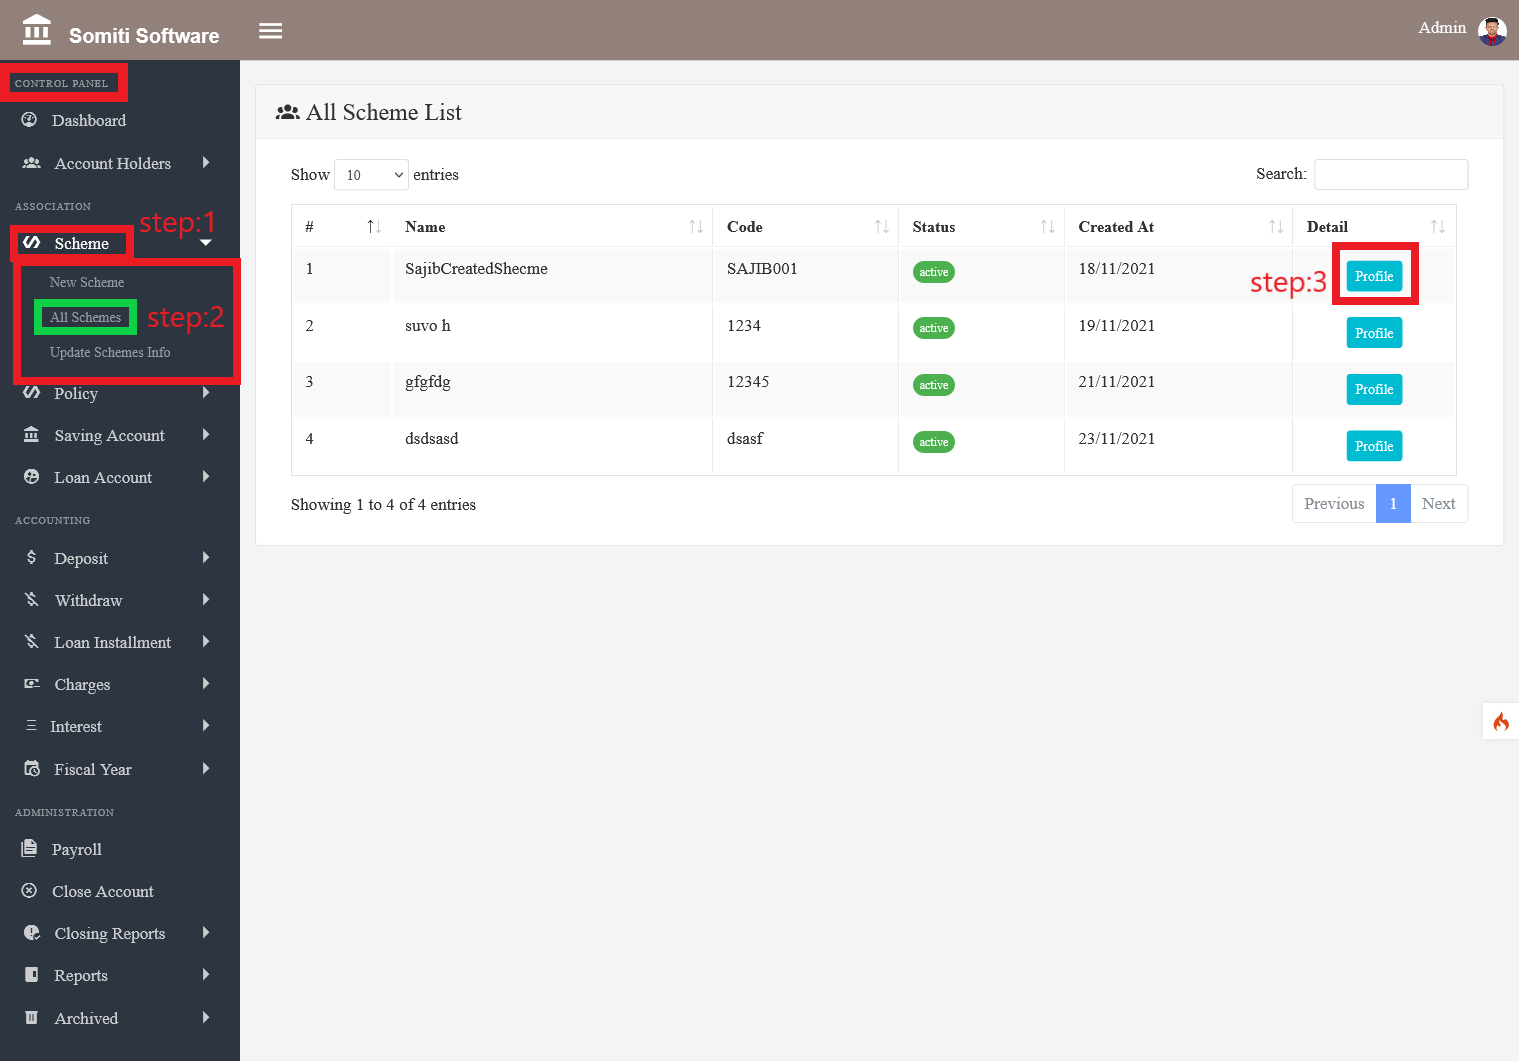 Somiti Software
Admin
CONTROL PANEL
Dashboard
Account Holders
ASSOCIATION
step:1
Scheme
New Scheme
All Schemes
step:2
Update Schemes Info
Policy
Saving Account
Loan Account
ACCOUNTING
Deposit
Withdraw
Loan Installment
Charges
Interest
Fiscal Year
ADMINISTRATION
Payroll
Close Account
Closing Reports
Reports
Archived
All Scheme List
Show 10 entries
Search:
# Name Code Status Created At Detail
1 SajibCreatedShecme SAJIB001 active 18/11/2021 Profile
step:3
2 suvo h 1234 active 19/11/2021 Profile
3 gfgfdg 12345 active 21/11/2021 Profile
4 dsdsasd dsasf active 23/11/2021 Profile
Showing 1 to 4 of 4 entries
Previous 1 Next